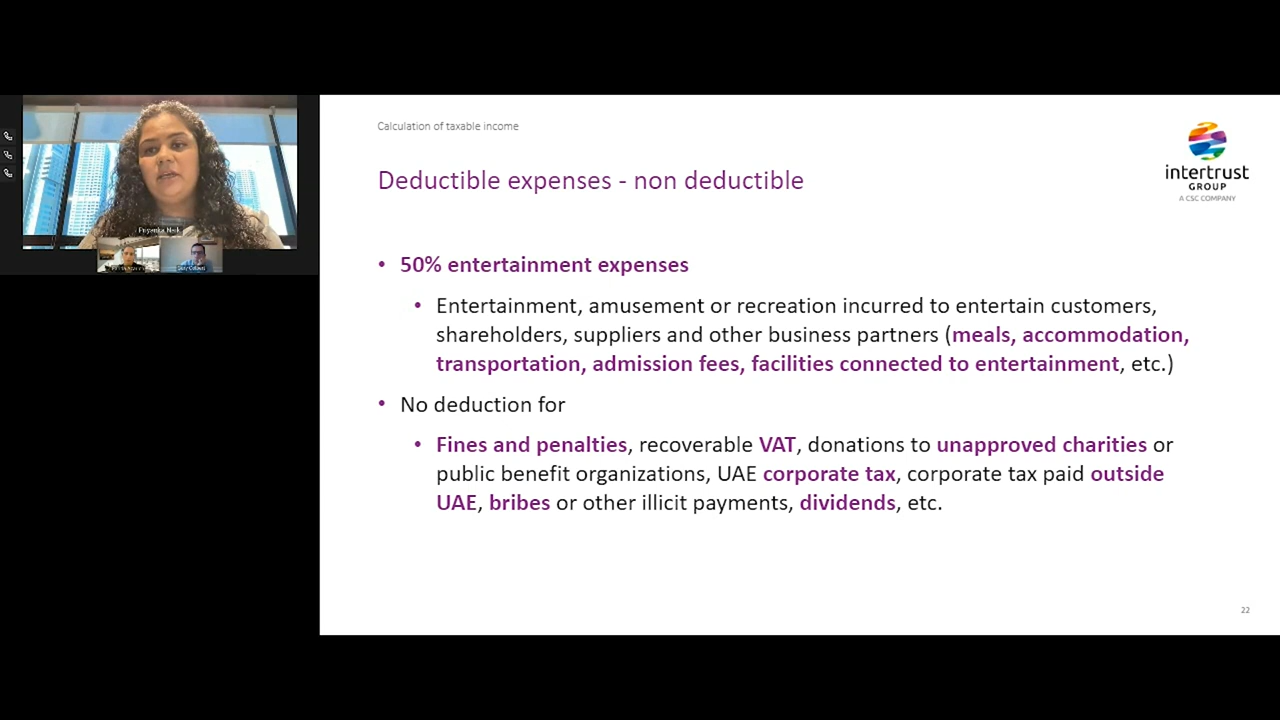 Calculation of taxable income
intertrust
GROUP
A CSC COMPANY
Deductible expenses - non deductible
• 50% entertainment expenses
• Entertainment, amusement or recreation incurred to entertain customers,
shareholders, suppliers and other business partners (meals, accommodation,
transportation, admission fees, facilities connected to entertainment, etc.)
• No deduction for
• Fines and penalties, recoverable VAT, donations to unapproved charities or
public benefit organizations, UAE corporate tax, corporate tax paid outside
UAE, bribes or other illicit payments, dividends, etc.
22
Priyanka Naik